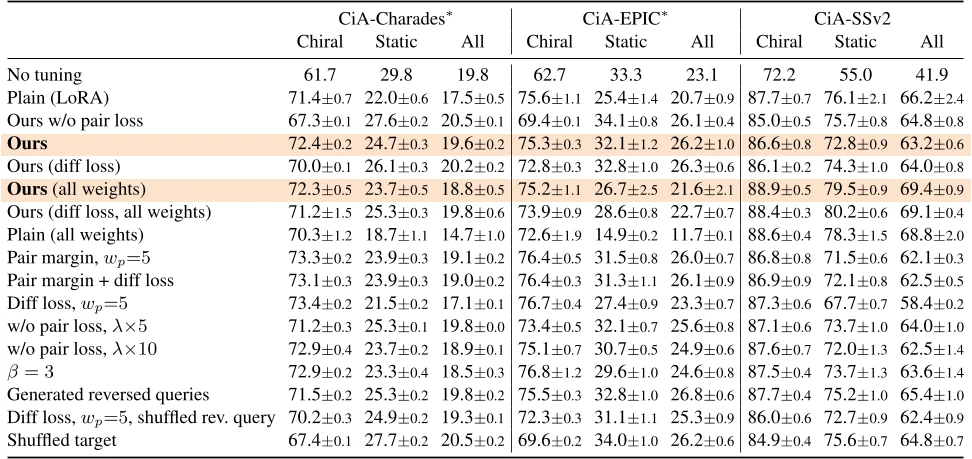 CiA-Charades* CiA-EPIC* CiA-SSv2
Chiral Static All Chiral Static All Chiral Static All
No tuning 61.7 29.8 19.8 62.7 33.3 23.1 72.2 55.0 41.9
Plain (LoRA) 71.4±0.7 22.0±0.6 17.5±0.5 75.6±1.1 25.4±1.4 20.7±0.9 87.7±0.7 76.1±2.1 66.2±2.4
Ours w/o pair loss 67.3±0.1 27.6±0.2 20.5±0.1 69.4±0.1 34.1±0.8 26.1±0.4 85.0±0.5 75.7±0.8 64.8±0.8
Ours 72.4±0.2 24.7±0.3 19.6±0.2 75.3±0.3 32.1±1.2 26.2±1.0 86.6±0.8 72.8±0.9 63.2±0.6
Ours (diff loss) 70.0±0.1 26.1±0.3 20.2±0.2 72.8±0.3 32.8±1.0 26.3±0.6 86.1±0.2 74.3±1.0 64.0±0.8
Ours (all weights) 72.3±0.5 23.7±0.5 18.8±0.5 75.2±1.1 26.7±2.5 21.6±2.1 88.9±0.5 79.5±0.9 69.4±0.9
Ours (diff loss, all weights) 71.2±1.5 25.3±0.3 19.8±0.6 73.9±0.9 28.6±0.8 22.7±0.7 88.4±0.3 80.2±0.6 69.1±0.4
Plain (all weights) 70.3±1.2 18.7±1.1 14.7±1.0 72.6±1.9 14.9±0.2 11.7±0.1 88.6±0.4 78.3±1.5 68.8±2.0
Pair margin, wp=5 73.3±0.2 23.9±0.3 19.1±0.2 76.4±0.5 31.5±0.8 26.0±0.7 86.8±0.8 71.5±0.6 62.1±0.3
Pair margin + diff loss 73.1±0.3 23.9±0.3 19.0±0.2 76.4±0.3 31.3±1.1 26.1±0.9 86.9±0.9 72.1±0.8 62.5±0.5
Diff loss, wp=5 73.4±0.2 21.5±0.2 17.1±0.1 76.7±0.4 27.4±0.9 23.3±0.7 87.3±0.6 67.7±0.7 58.4±0.2
w/o pair loss, λ×5 71.2±0.3 25.3±0.1 19.8±0.0 73.4±0.5 32.1±0.7 25.6±0.8 87.1±0.6 73.7±1.0 64.0±1.0
w/o pair loss, λ×10 72.9±0.4 23.7±0.2 18.9±0.1 75.1±0.7 30.7±0.5 24.9±0.6 87.6±0.7 72.0±1.3 62.5±1.4
β = 3 72.9±0.2 23.3±0.4 18.5±0.3 76.8±1.2 29.6±1.0 24.6±0.8 87.5±0.4 73.7±1.3 63.6±1.4
Generated reversed queries 71.5±0.2 25.3±0.2 19.8±0.2 75.5±0.3 32.8±1.0 26.8±0.6 87.7±0.4 75.2±1.0 65.4±1.0
Diff loss, wp=5, shuffled rev. query 70.2±0.3 24.9±0.2 19.3±0.1 72.3±0.3 31.1±1.1 25.3±0.9 86.0±0.6 72.7±0.9 62.4±0.9
Shuffled target 67.4±0.1 27.7±0.2 20.5±0.2 69.6±0.2 34.0±1.0 26.2±0.6 84.9±0.4 75.6±0.7 64.8±0.7